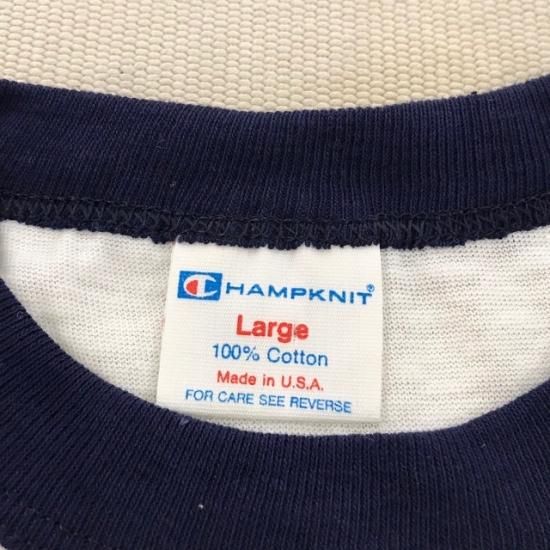 CHAMPKNIT®
Large
100% Cotton
Made in U.S.A.
FOR CARE SEE REVERSE